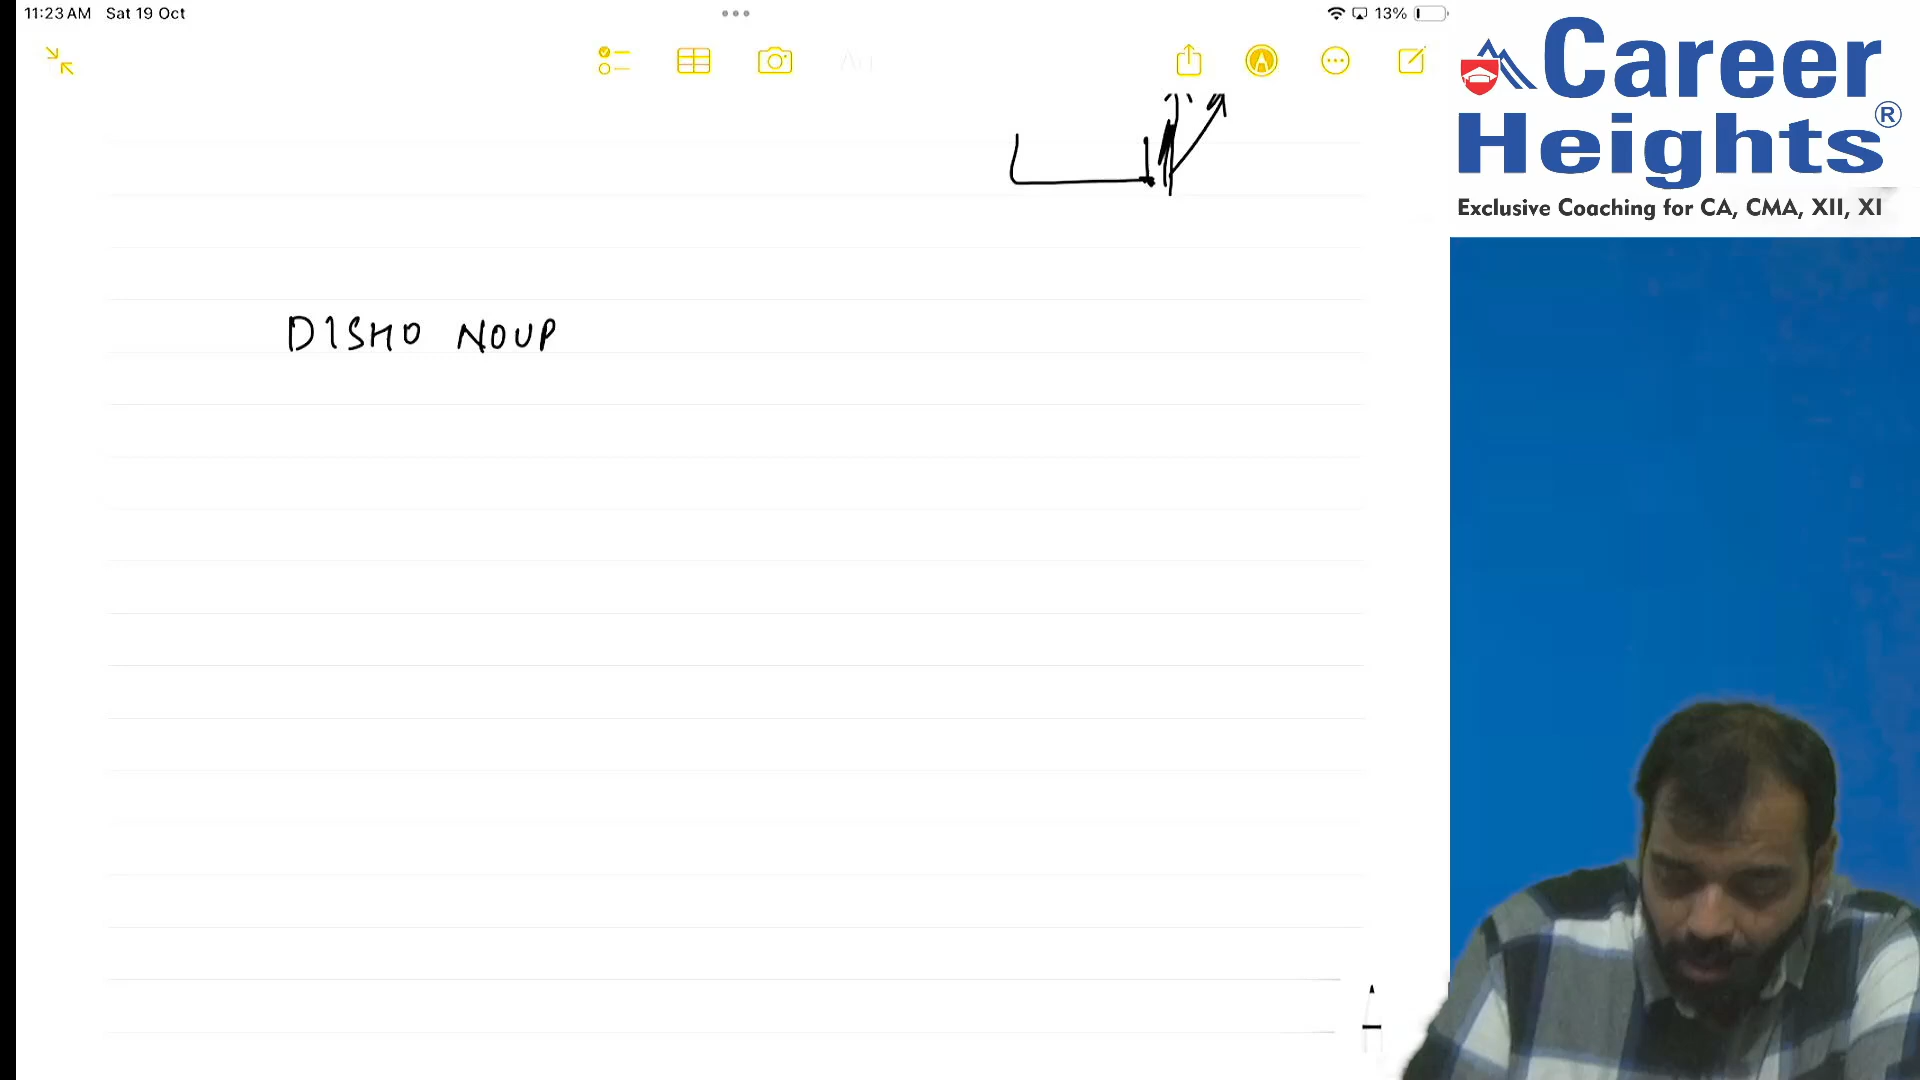 11:23 AM Sat 19 Oct
13%
Career
Heights®
Exclusive Coaching for CA, CMA, XII, XI
DISHO NOUP